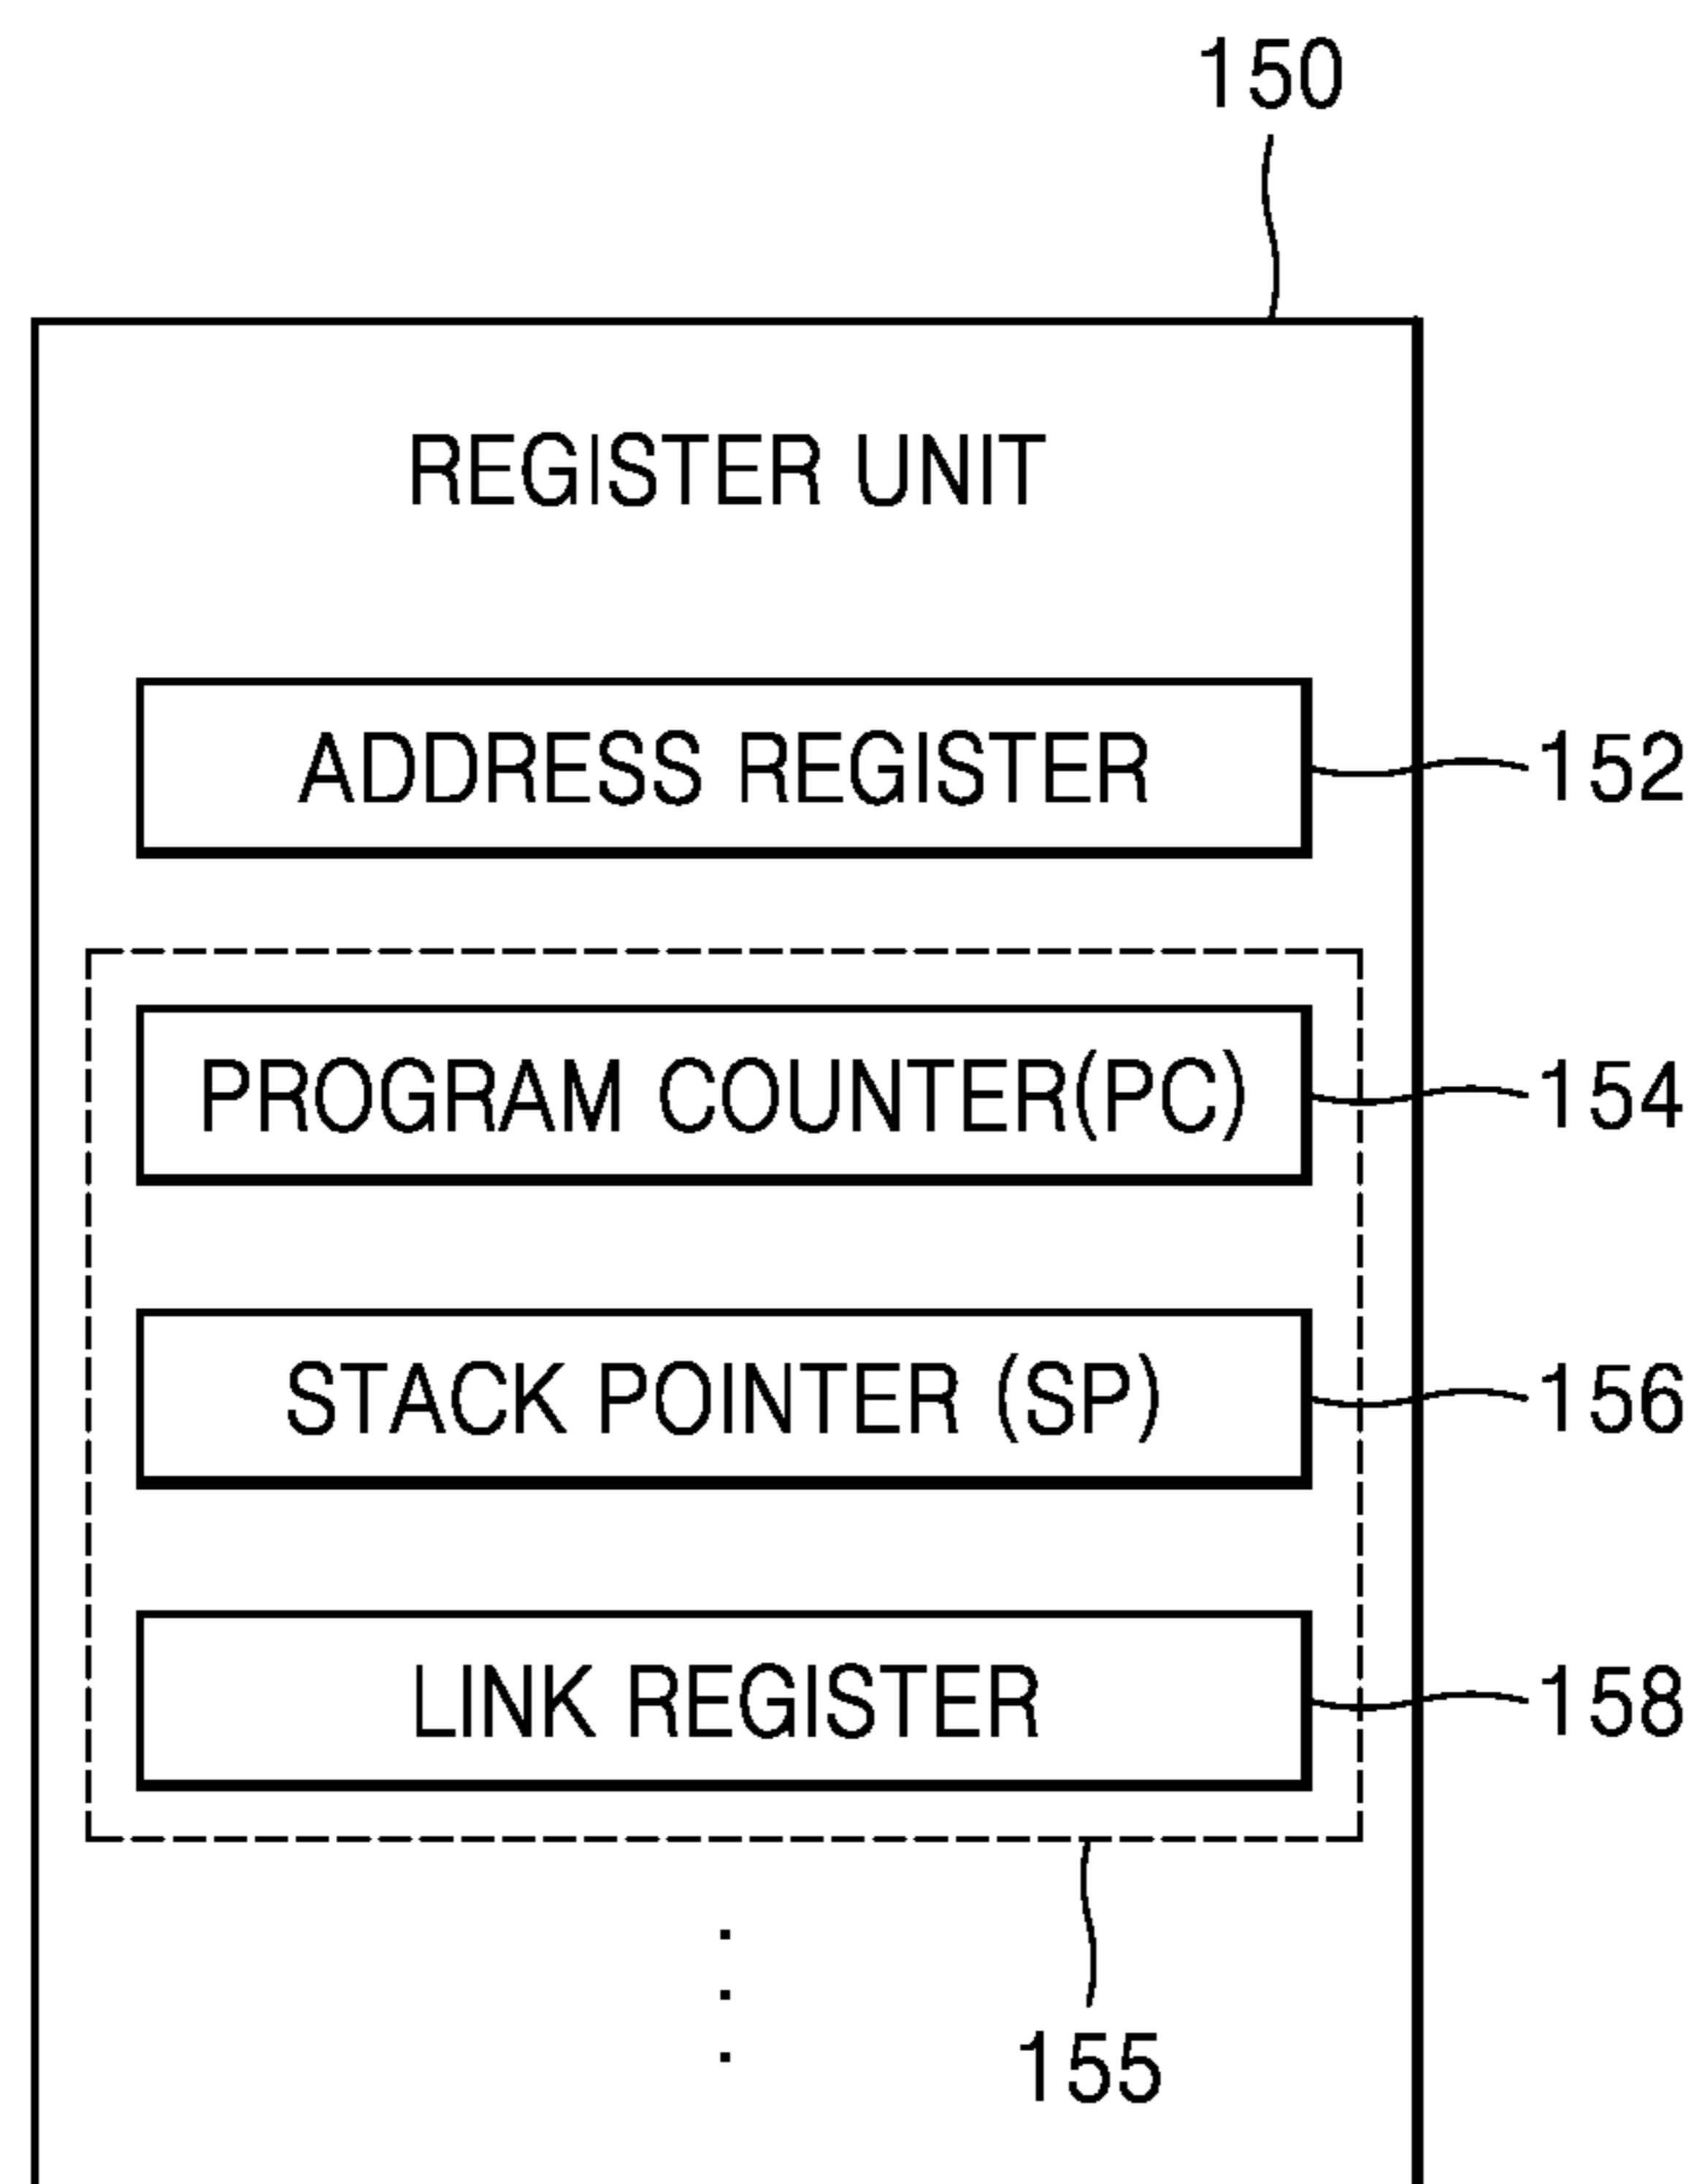 150
REGISTER UNIT
ADDRESS REGISTER
152
PROGRAM COUNTER(PC)
154
STACK POINTER (SP)
156
LINK REGISTER
158
155